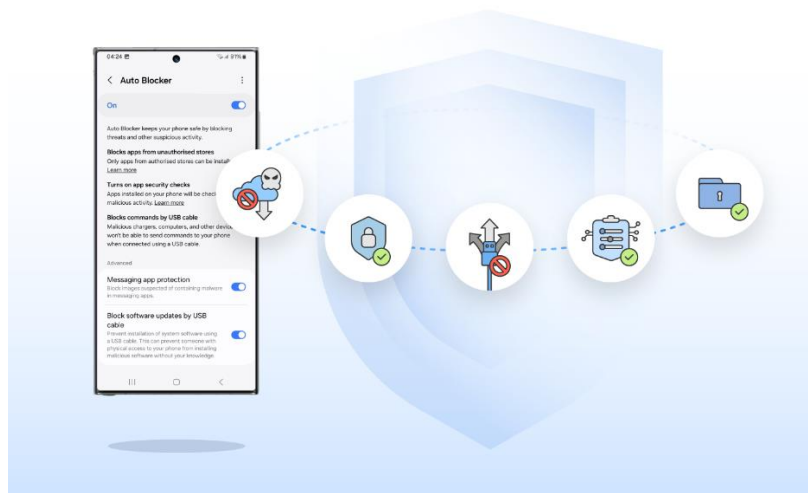 04:24
97%
Auto Blocker
On
Auto Blocker keeps your phone safe by blocking
threats and other suspicious activity.
Blocks apps from unauthorised stores
Only apps from authorised stores can be
Learn more
Turns on app security checks
Apps installed on your phone will be
malicious activity. Learn more
Blocks commands by USB cable
Malicious chargers, computers, and other
won't be able to send commands to your phone
when connected using a USB cable.
Advanced
Messaging app protection
Block images suspected of containing malware
in messaging apps.
Block software updates by USB
cable
Prevent installation of system software using
a USB cable. This can prevent someone with
physical access to your phone from installing
malicious software without your knowledge.